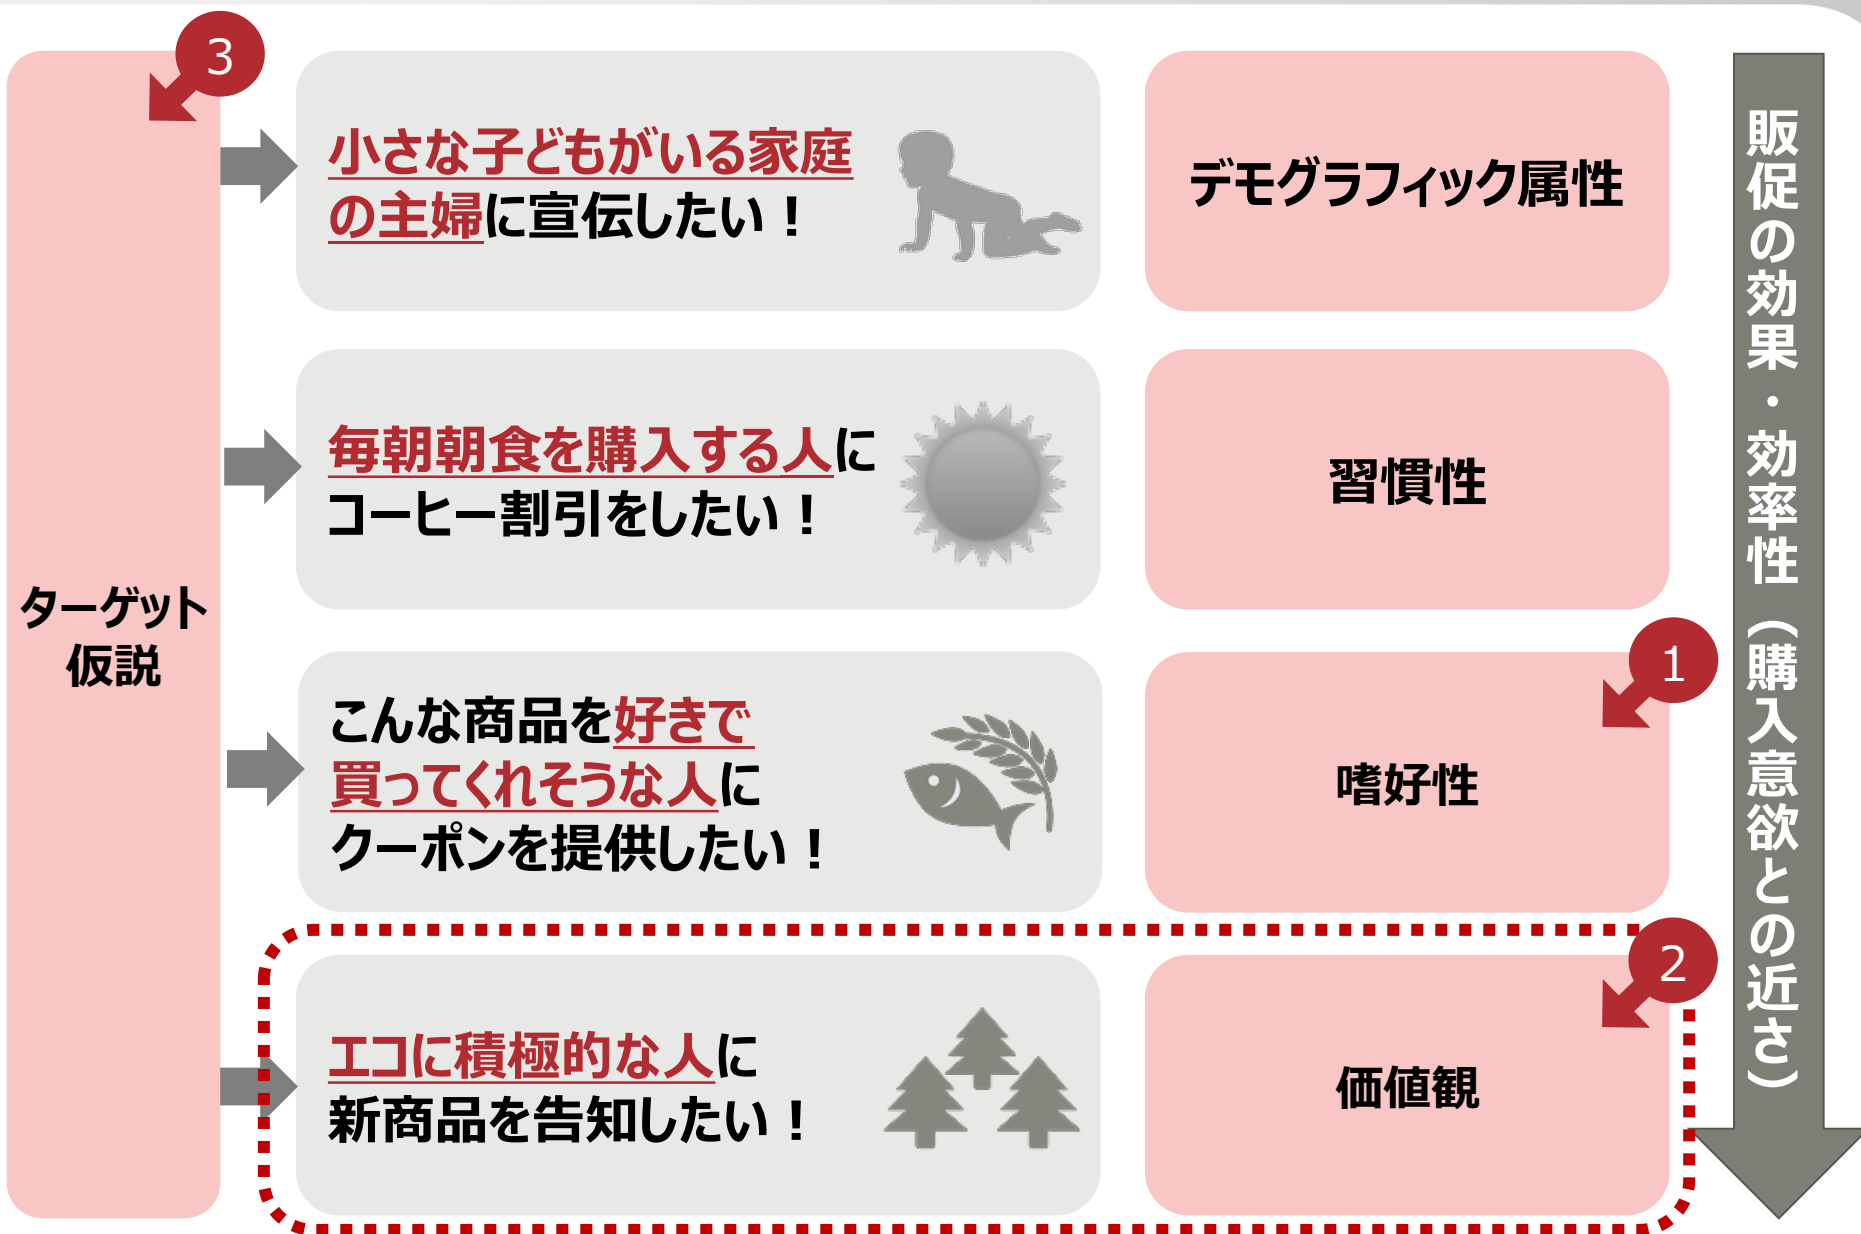 3
ターゲット
仮説
小さな子どもがいる家庭
の主婦に宣伝したい！
デモグラフィック属性
毎朝朝食を購入する人に
コーヒー割引をしたい！
習慣性
こんな商品を好きで
買ってくれそうな人に
クーポンを提供したい！
1
嗜好性
エコに積極的な人に
新商品を告知したい！
2
価値観
販促の効果・効率性（購入意欲との近さ）